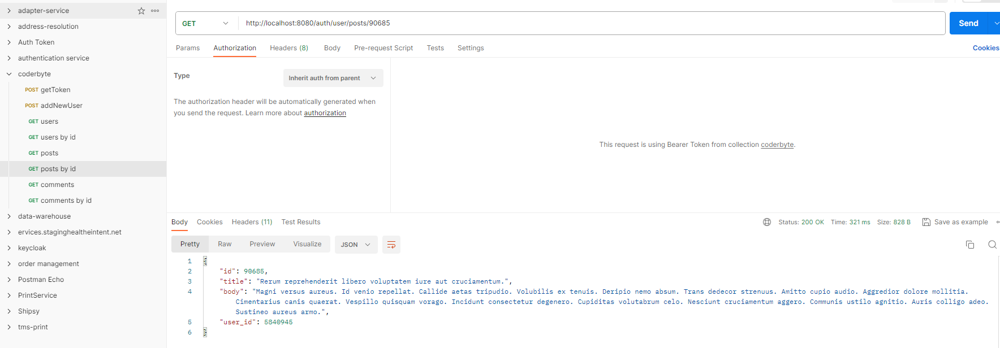 adapter-service
address-resolution
Auth Token
authentication service
coderbyte
POST getToken
POST addNewUser
GET users
GET users by id
GET posts
GET posts by id
GET comments
GET comments by id
data-warehouse
ervices.staginghealtheintent.net
keycloak
order management
Postman Echo
PrintService
Shipsy
tms-print
GET http://localhost:8080/auth/user/posts/90685 Send
Params Authorization Headers (8) Body Pre-request Script Tests Settings Cookies
Type Inherit auth from parent
The authorization header will be automatically generated when
you send the request. Learn more about authorization
This request is using Bearer Token from collection coderbyte.
Body Cookies Headers (11) Test Results Status: 200 OK Time: 321 ms Size: 828 B Save as example
Pretty Raw Preview Visualize JSON
1 {
2 "id": 90685,
3 "title": "Rerum reprehenderit libero voluptatem iure aut cruciamentum.",
4 "body": "Magni versus aureus. Id venio repellat. Callide aetas tripudio. Volubilis ex tenuis. Deripio nemo absum. Trans dedecor strenuus. Amitto cupio audio. Aggredior dolore mollitia.
Cimentarius canis quaerat. Vespillo quisquam vorago. Incidunt consectetur degenero. Cupiditas volutabrum celo. Nesciunt cruciamentum aggero. Communis ustilo agnitio. Auris colligo adeo.
Sustineo aureus armo.",
5 "user_id": 5840945
6 }